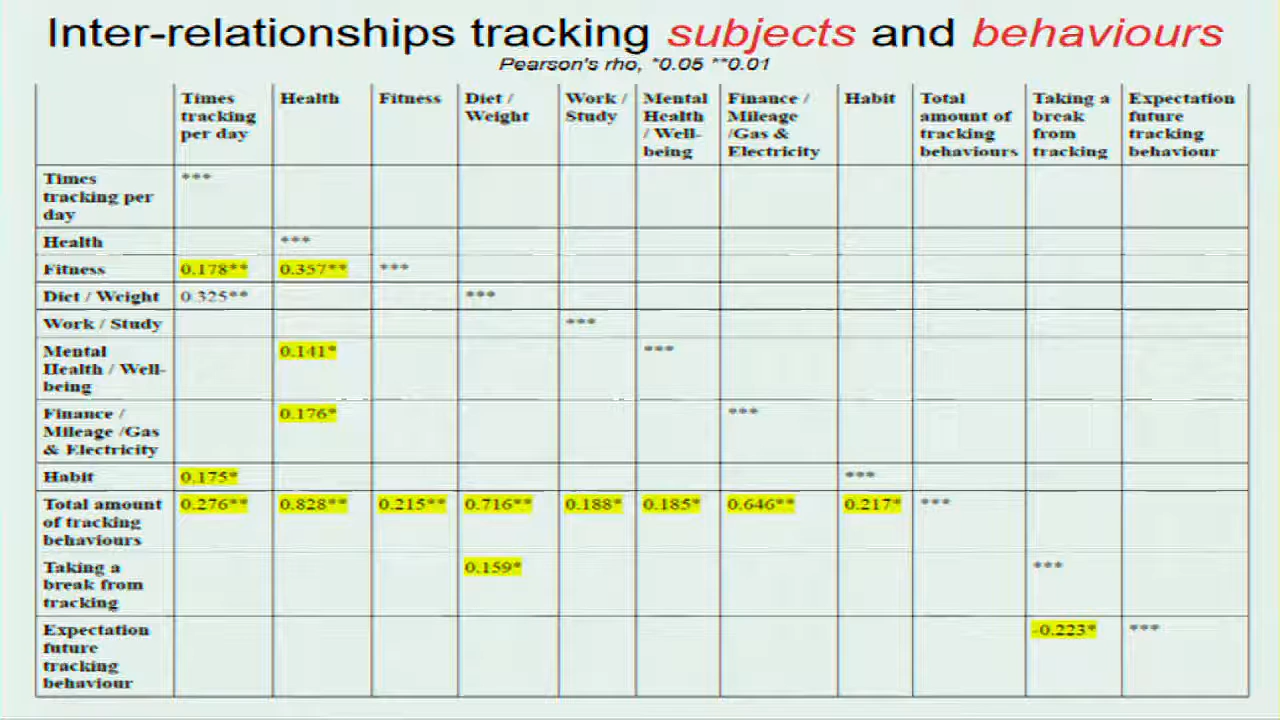 Inter-relationships tracking subjects and behaviours
Pearson's rho, *0.05 **0.01
Times tracking per day Health Fitness Diet / Weight Work / Study Mental Health / Well-being Finance / Mileage /Gas & Electricity Habit Total amount of tracking behaviours Taking a break from tracking Expectation future tracking behaviour
Times tracking per day ***
Health ***
Fitness 0.178** 0.357** ***
Diet / Weight 0.325** ***
Work / Study ***
Mental Health / Well-being 0.141* ***
Finance / Mileage /Gas & Electricity 0.176* ***
Habit 0.175* ***
Total amount of tracking behaviours 0.276** 0.828** 0.215** 0.716** 0.188* 0.185* 0.646** 0.217* ***
Taking a break from tracking 0.159* ***
Expectation future tracking behaviour -0.223* ***